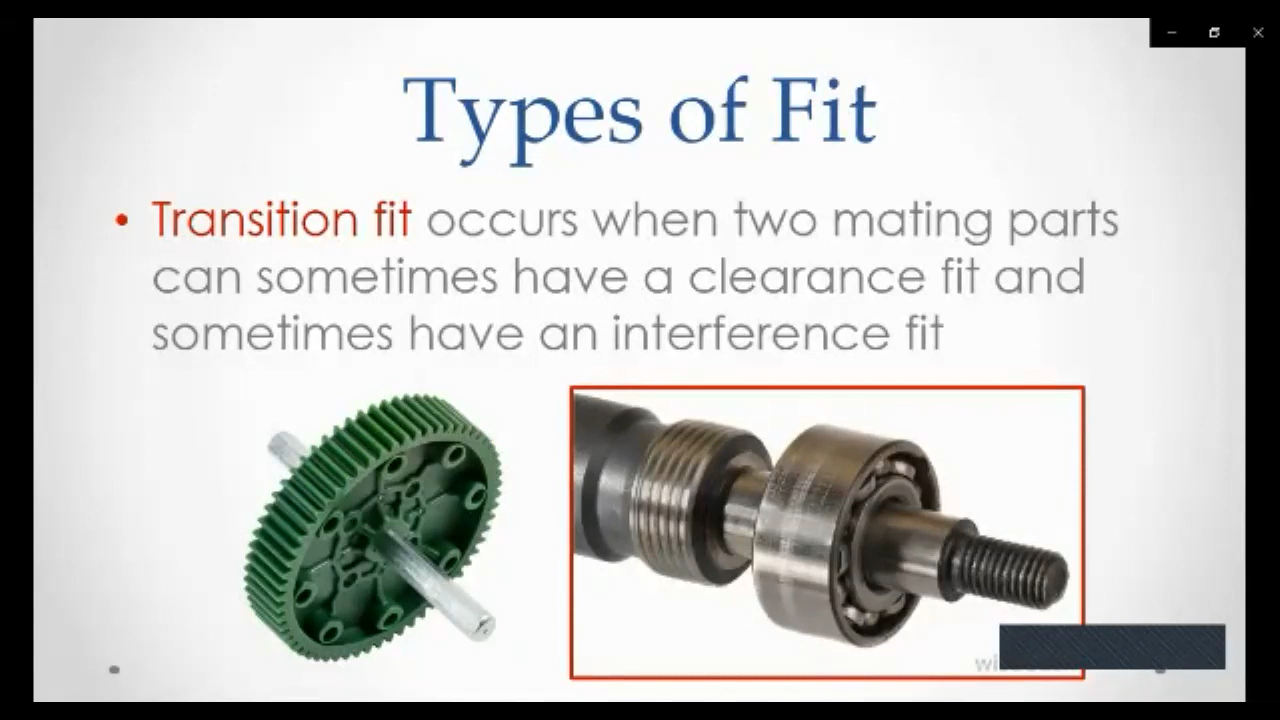 Types of Fit
• Transition fit occurs when two mating parts
can sometimes have a clearance fit and
sometimes have an interference fit